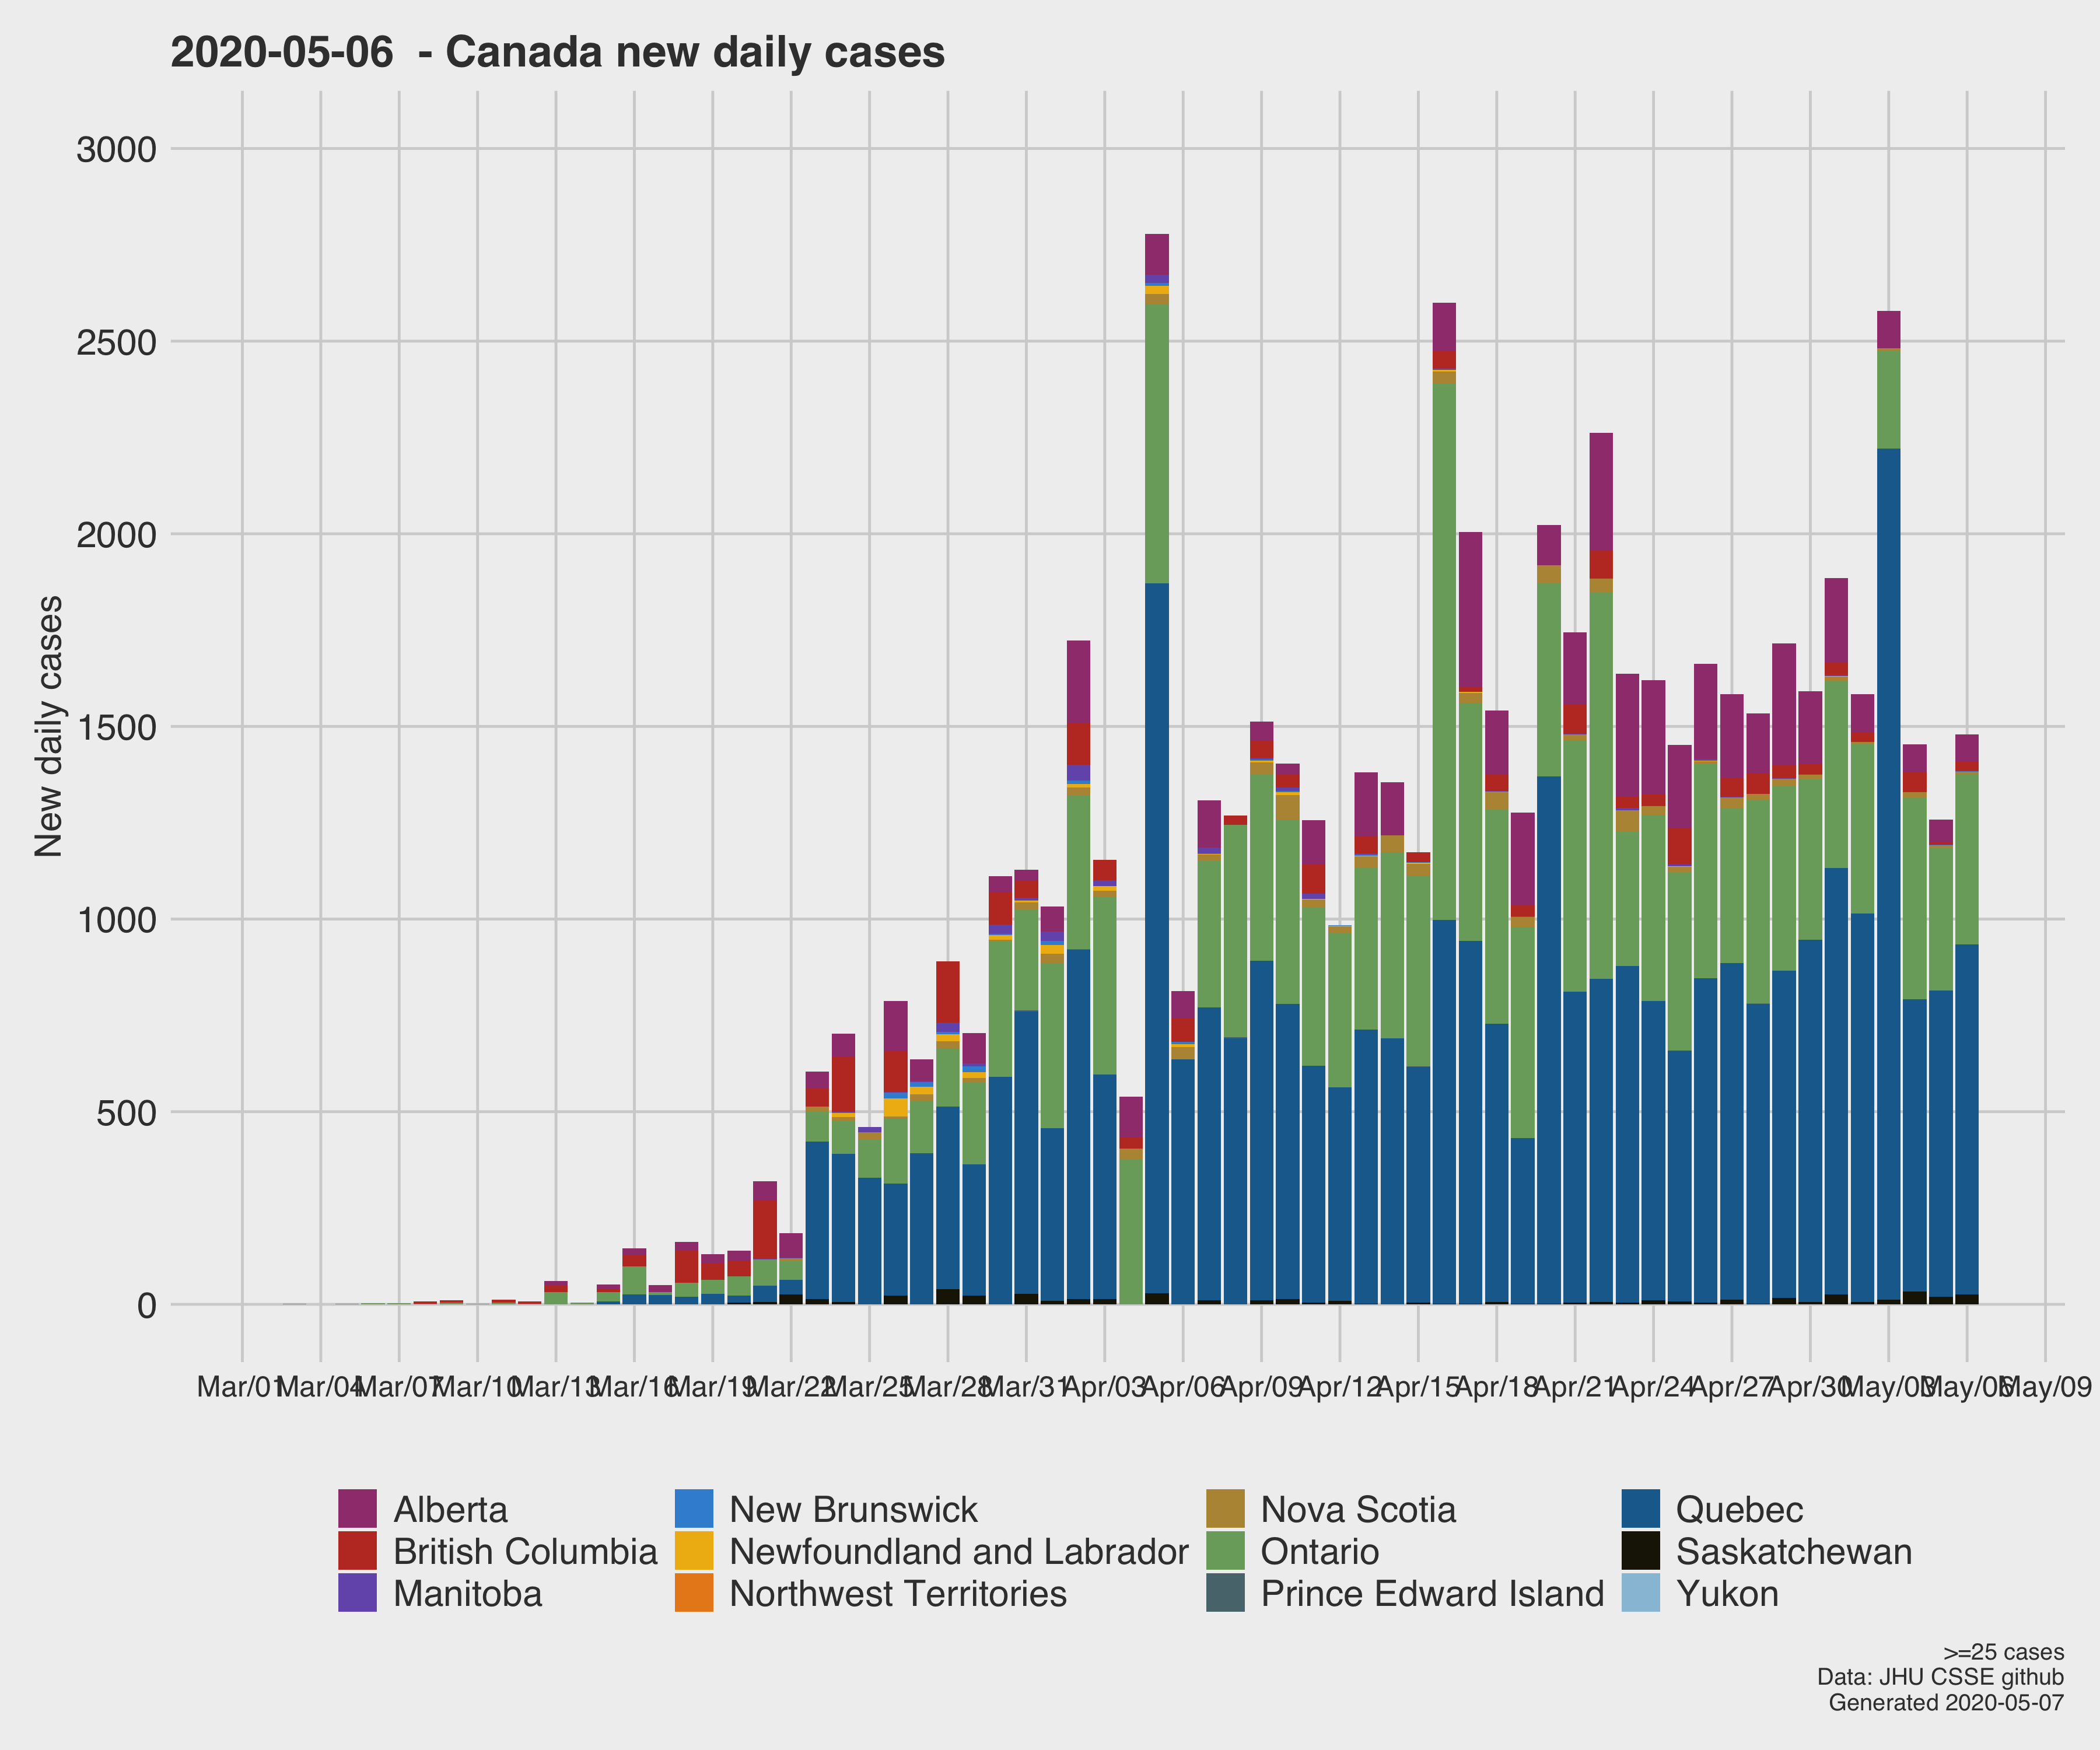 2020-05-06 - Canada new daily cases
New daily cases
3000
2500
2000
1500
1000
500
0
Mar/01 Mar/04 Mar/07 Mar/10 Mar/13 Mar/16 Mar/19 Mar/22 Mar/25 Mar/28 Mar/31 Apr/03 Apr/06 Apr/09 Apr/12 Apr/15 Apr/18 Apr/21 Apr/24 Apr/27 Apr/30 May/03 May/06 May/09
Alberta New Brunswick Nova Scotia Quebec
British Columbia Newfoundland and Labrador Ontario Saskatchewan
Manitoba Northwest Territories Prince Edward Island Yukon
>=25 cases
Data: JHU CSSE github
Generated 2020-05-07